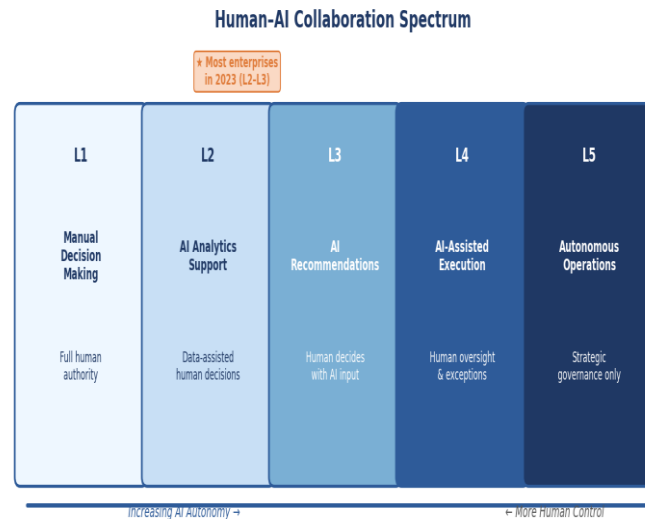 Human–AI Collaboration Spectrum
★ Most enterprises
in 2023 (L2–L3)
L1
Manual
Decision
Making
Full human
authority
L2
AI Analytics
Support
Data-assisted
human decisions
L3
AI
Recommendations
Human decides
with AI input
L4
AI-Assisted
Execution
Human oversight
& exceptions
L5
Autonomous
Operations
Strategic
governance only
Increasing AI Autonomy →
← More Human Control